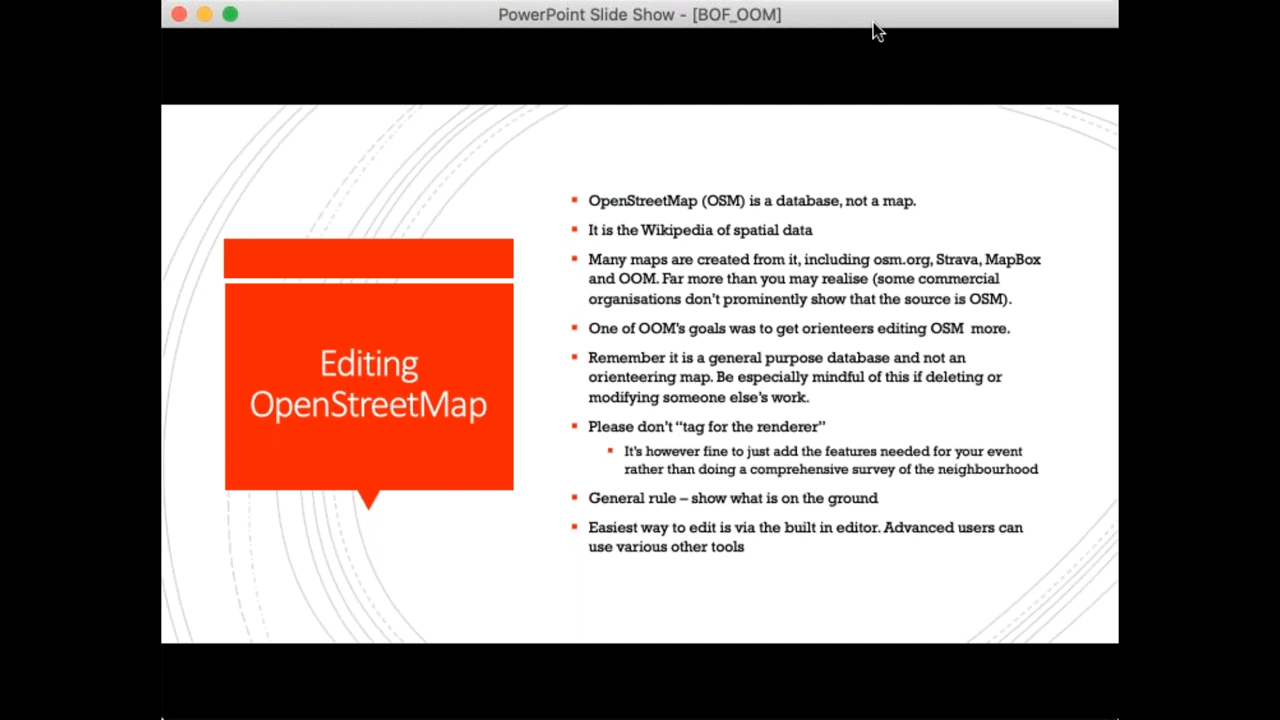 PowerPoint Slide Show - [BOF_OOM]
Editing
OpenStreetMap
OpenStreetMap (OSM) is a database, not a map.
It is the Wikipedia of spatial data
Many maps are created from it, including osm.org, Strava, MapBox
and OOM. Far more than you may realise (some commercial
organisations don’t prominently show that the source is OSM).
One of OOM’s goals was to get orienteers editing OSM more.
Remember it is a general purpose database and not an
orienteering map. Be especially mindful of this if deleting or
modifying someone else’s work.
Please don’t “tag for the renderer”
It’s however fine to just add the features needed for your event
rather than doing a comprehensive survey of the neighbourhood
General rule – show what is on the ground
Easiest way to edit is via the built in editor. Advanced users can
use various other tools